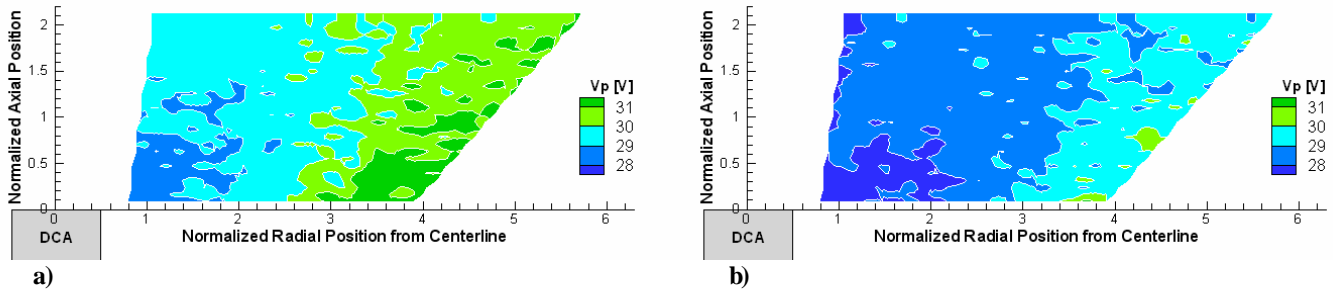 Normalized Axial Position
2
1.5
1
0.5
0
0 1 2 3 4 5 6
DCA
Normalized Radial Position from Centerline
Vp [V]
31
30
29
28
a)
Normalized Axial Position
2
1.5
1
0.5
0
0 1 2 3 4 5 6
DCA
Normalized Radial Position from Centerline
Vp [V]
31
30
29
28
b)